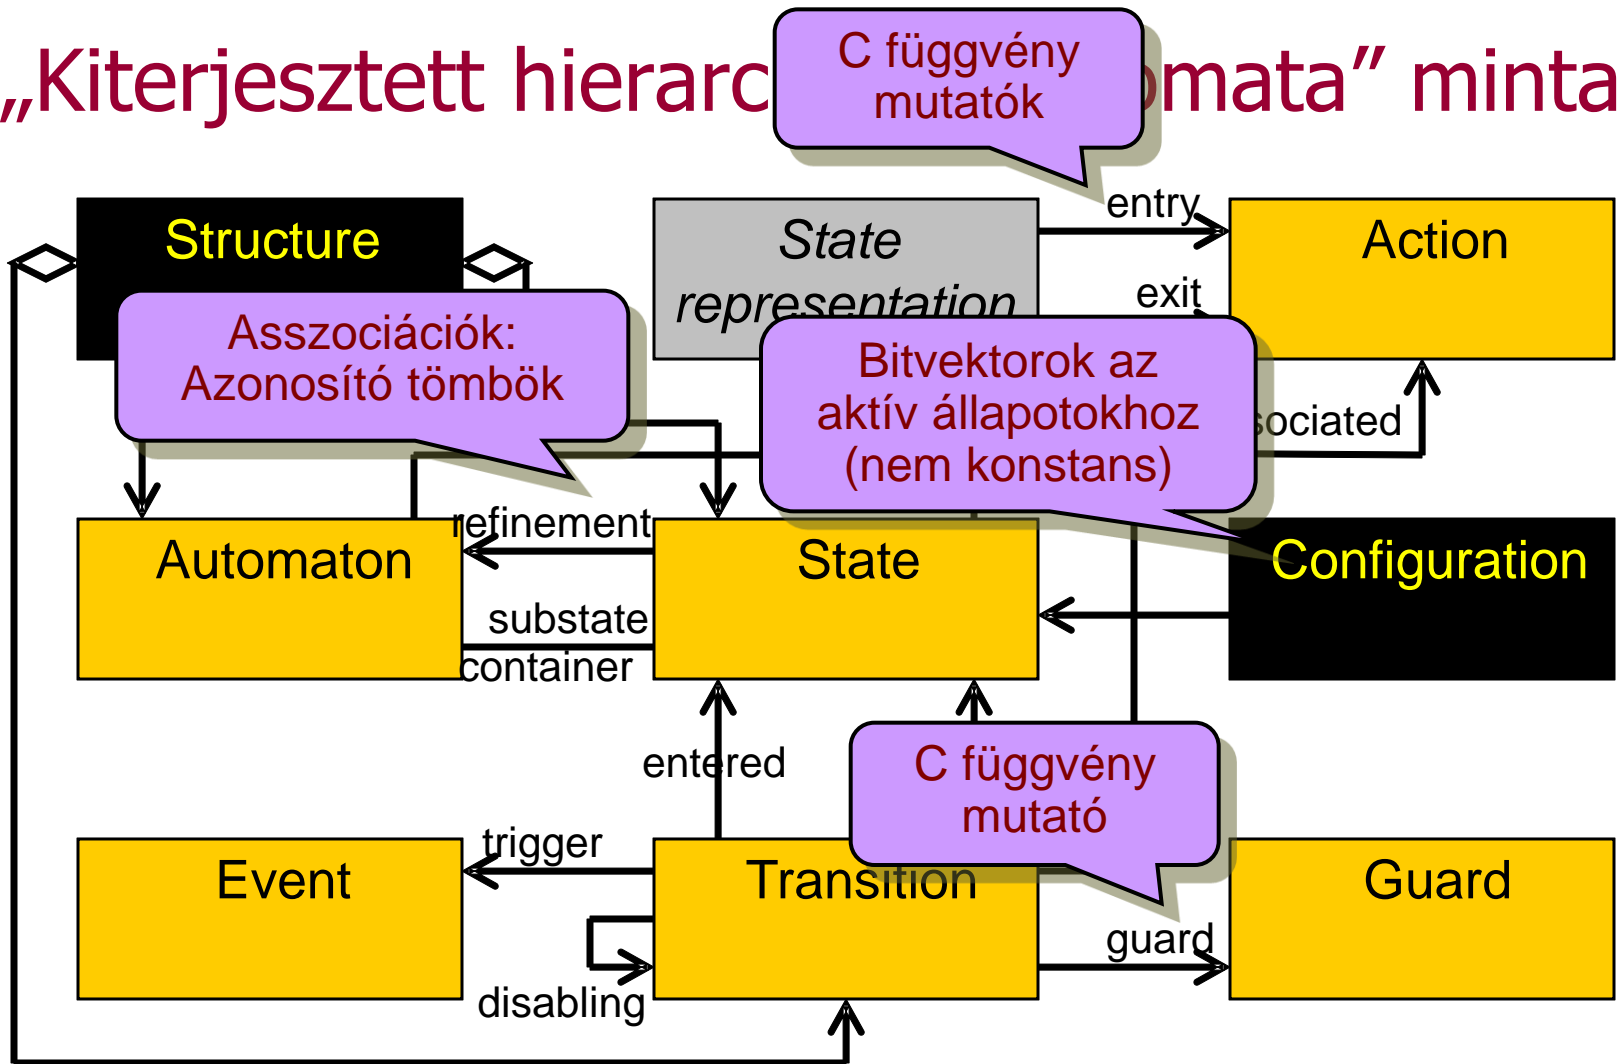 „Kiterjesztett hierarc omata” minta
C függvény
mutatók
entry
Structure
State
representation
Action
exit
Asszociációk:
Azonosító tömbök
Bitvektorok az
aktív állapotokhoz
(nem konstans)
sociated
refinement
Automaton
State
Configuration
substate
container
entered
C függvény
mutató
trigger
Event
Transition
Guard
guard
disabling